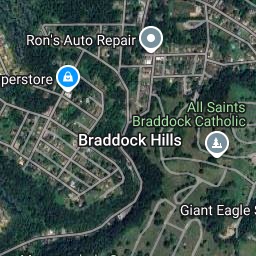 Ron's Auto Repair
perstore
All Saints
Braddock Catholic
Braddock Hills
Giant Eagle S